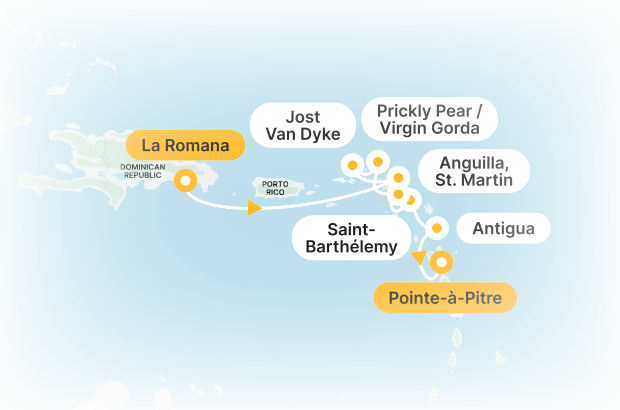 Jost
Van Dyke
Prickly Pear /
Virgin Gorda
La Romana
DOMINICAN
REPUBLIC
PORTO
RICO
Anguilla,
St. Martin
Saint-
Barthélemy
Antigua
Pointe-à-Pitre